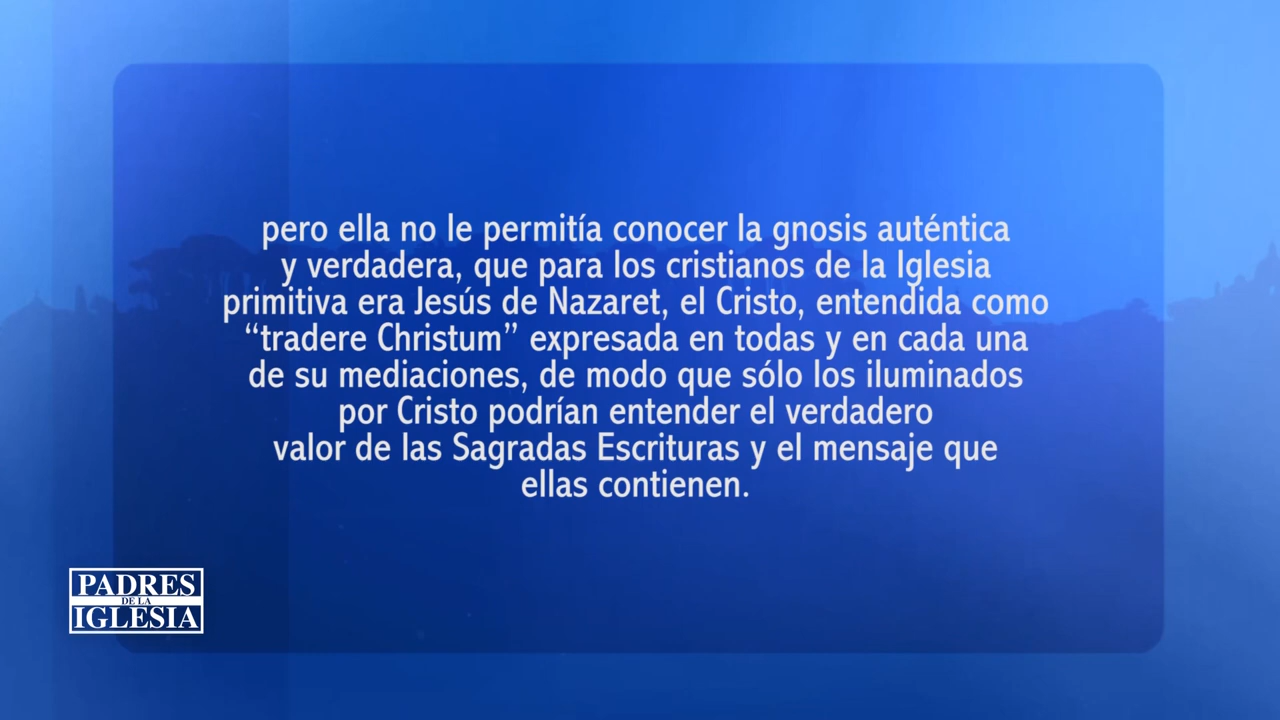 pero ella no le permitía conocer la gnosis auténtica
y verdadera, que para los cristianos de la Iglesia
primitiva era Jesús de Nazaret, el Cristo, entendida como
“tradere Christum” expresada en todas y en cada una
de su mediaciones, de modo que sólo los iluminados
por Cristo podrían entender el verdadero
valor de las Sagradas Escrituras y el mensaje que
ellas contienen.
PADRES
DE LA
IGLESIA